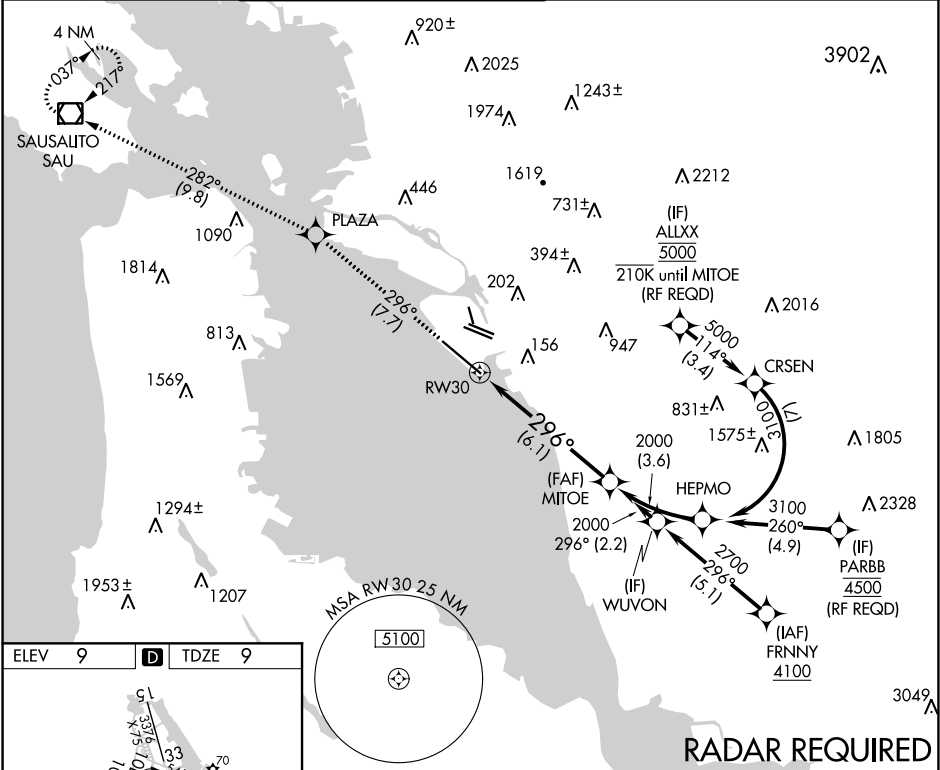 4 NM
037°
217°
SAUSALITO
SAU
282°
(9.8)
920±
2025
1974
1243±
3902
1619
731±
2212
446
PLAZA
1090
394±
(IF)
ALLXX
5000
210K until MITOE
(RF REQD)
1814
202
296°
(7.7)
813
156
947
2016
5000
114°
(3.4)
CRSEN
RW30
1569
831±
3100
(7)
1575±
1805
296°
(6.1)
2000
(3.6)
(FAF)
MITOE
HEPMO
2328
3100
260°
(4.9)
1294±
2000
296° (2.2)
(IF)
WUVON
2700
296°
(5.1)
(IF)
PARBB
4500
(RF REQD)
1953±
1207
(IAF)
FRNNY
4100
MSA RW 30 25 NM
5100
3049
ELEV 9
D
TDZE 9
15
3376
X 75
33
70
RADAR REQUIRED